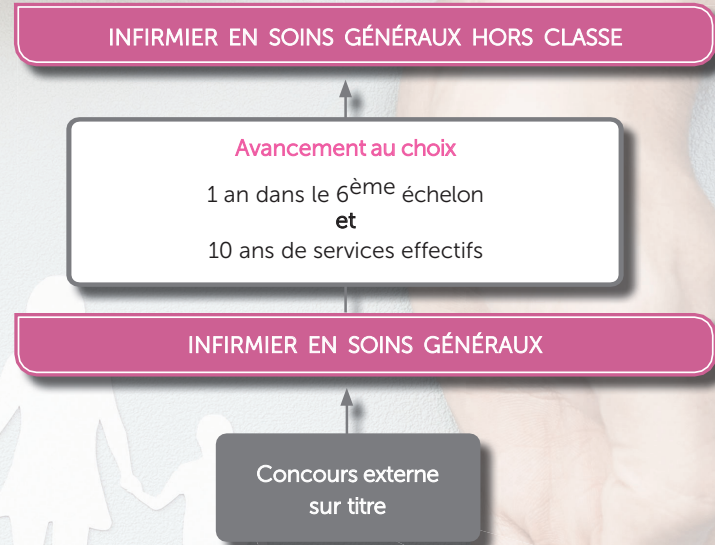 INFIRMIER EN SOINS GÉNÉRAUX HORS CLASSE
Avancement au choix
1 an dans le 6ème échelon
et
10 ans de services effectifs
INFIRMIER EN SOINS GÉNÉRAUX
Concours externe
sur titre